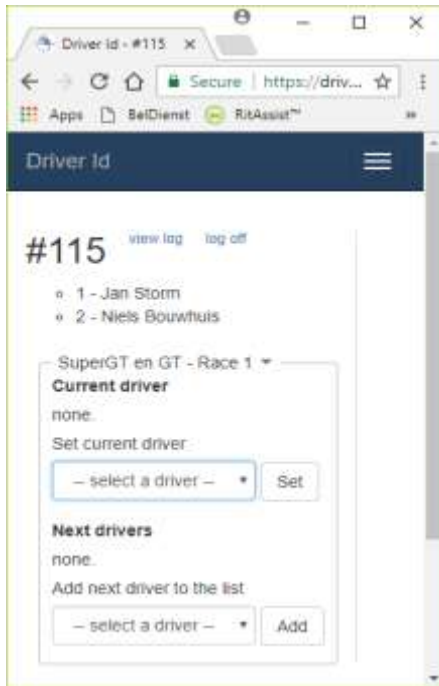 Driver Id - #115
Secure | https://driv...
Apps BelDienst RitAssist™ »
Driver Id
#115 view log log off
1 - Jan Storm
2 - Niels Bouwhuis
SuperGT en GT - Race 1
Current driver
none.
Set current driver
-- select a driver -- Set
Next drivers
none.
Add next driver to the list
-- select a driver -- Add